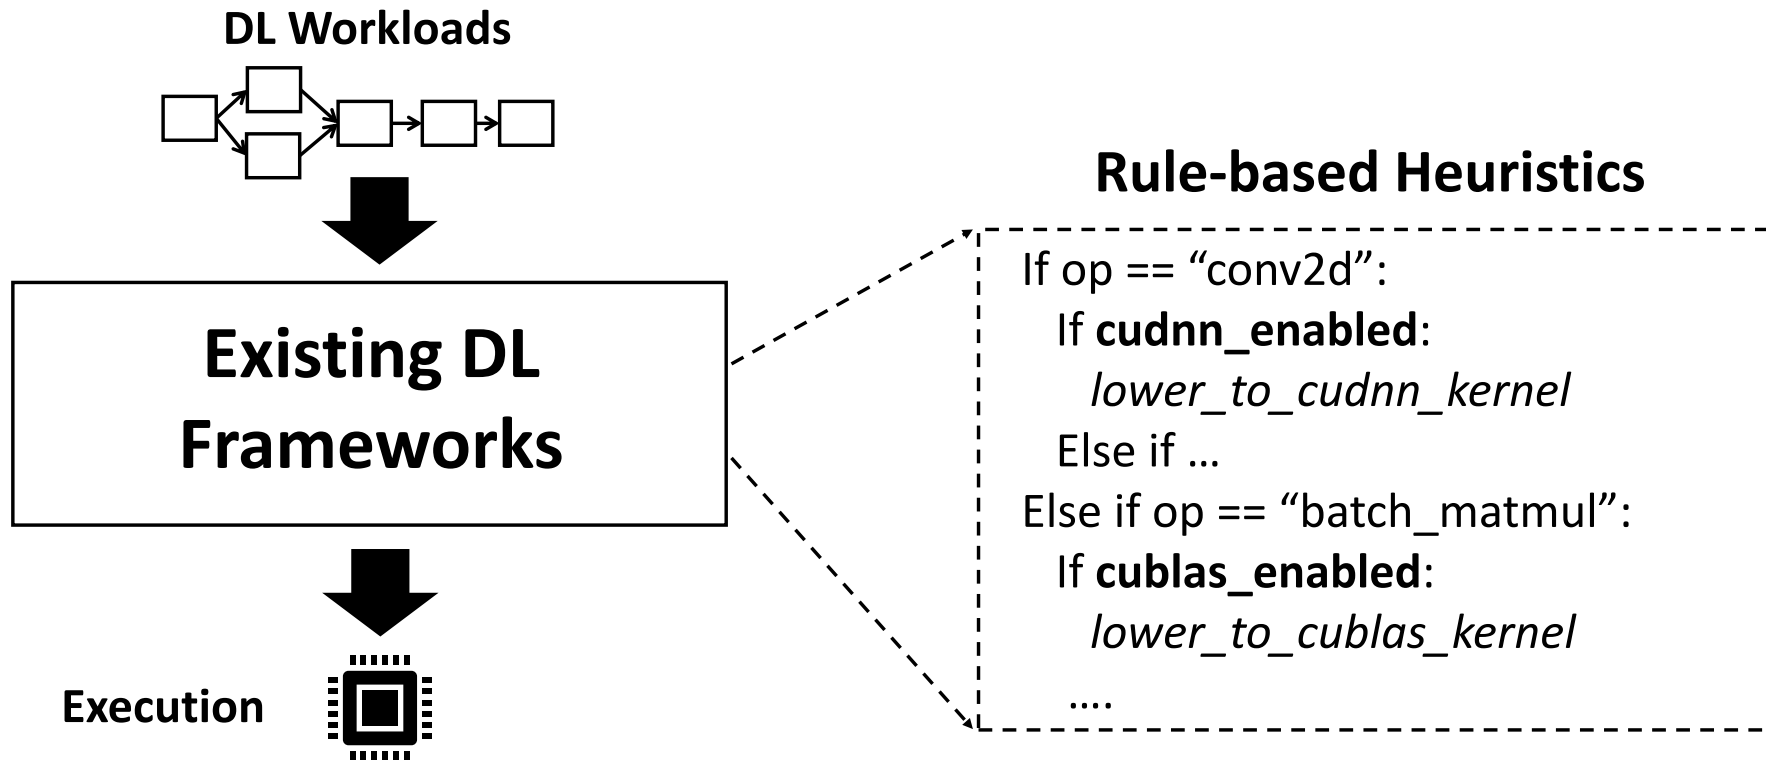 DL Workloads
Existing DL
Frameworks
Execution
Rule-based Heuristics
If op == “conv2d”:
If cudnn_enabled:
lower_to_cudnn_kernel
Else if ...
Else if op == “batch_matmul”:
If cublas_enabled:
lower_to_cublas_kernel
....